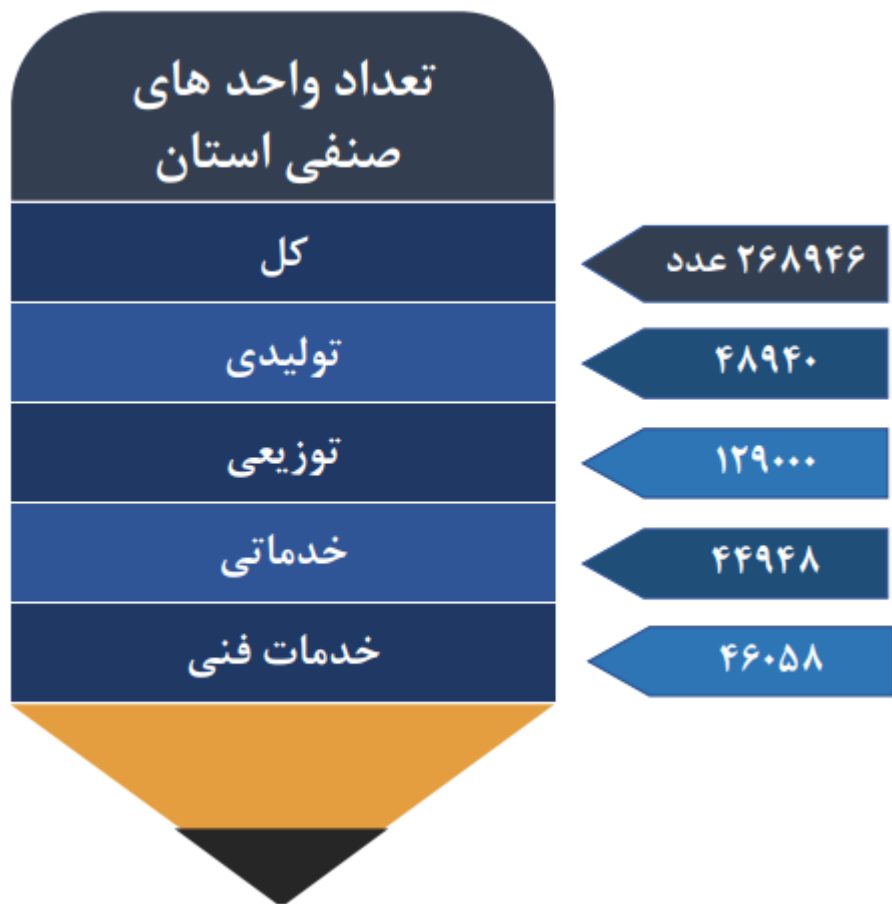 تعداد واحد های
صنفی استان
کل
۲۶۸۹۴۶ عدد
تولیدی
۴۸۹۴۰
توزیعی
۱۲۹۰۰۰
خدماتی
۴۴۹۴۸
خدمات فنی
۴۶۰۵۸